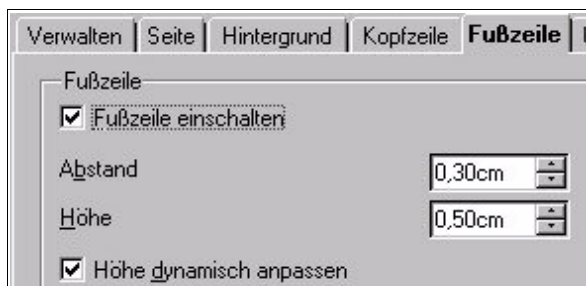 Verwalten Seite Hintergrund Kopfzeile Fußzeile
Fußzeile
Fußzeile einschalten
Abstand 0,30cm
Höhe 0,50cm
Höhe dynamisch anpassen